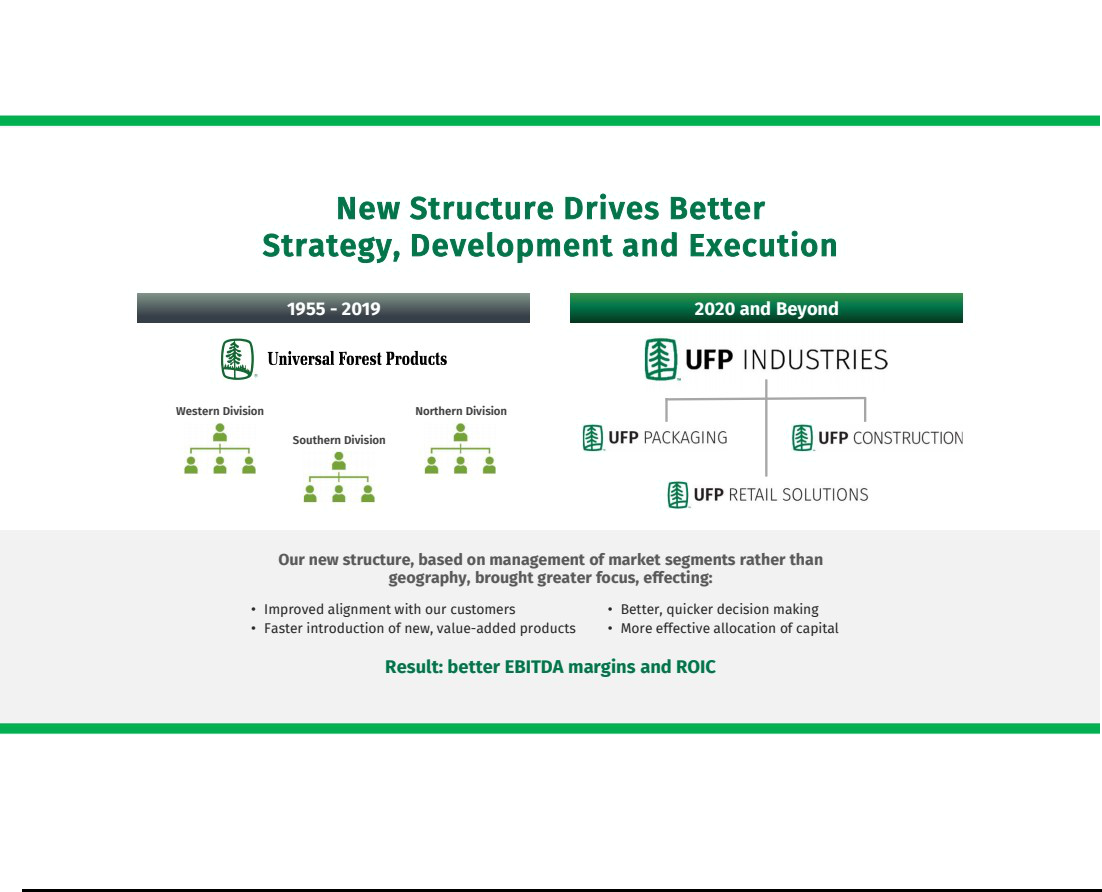 New Structure Drives Better
Strategy, Development and Execution
1955 - 2019
Universal Forest Products
Western Division
Southern Division
Northern Division
2020 and Beyond
UFP INDUSTRIES
UFP PACKAGING
UFP CONSTRUCTION
UFP RETAIL SOLUTIONS
Our new structure, based on management of market segments rather than
geography, brought greater focus, effecting:
• Improved alignment with our customers
• Faster introduction of new, value-added products
• Better, quicker decision making
• More effective allocation of capital
Result: better EBITDA margins and ROIC